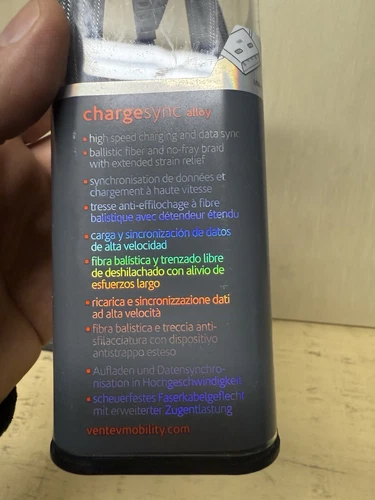 chargesync alloy
• high speed charging and data sync
• ballistic fiber and no-fray braid
with extended strain relief
• synchronisation de données et
chargement à haute vitesse
• tresse anti-effilochage à fibre
balistique avec détendeur étendu
• carga y sincronización de datos
de alta velocidad
• fibra balística y trenzado libre
de deshilachado con alivio de
esfuerzos largo
• ricarica e sincronizzazione dati
ad alta velocità
• fibra balistica e treccia anti-
sfilacciatura con dispositivo
antistrappo esteso
• Aufladen und Datensynchro-
nisation in Hochgeschwindigkeit
• scheuerfestes Faserkabelgeflecht
mit erweiterter Zugentlastung
ventevmobility.com